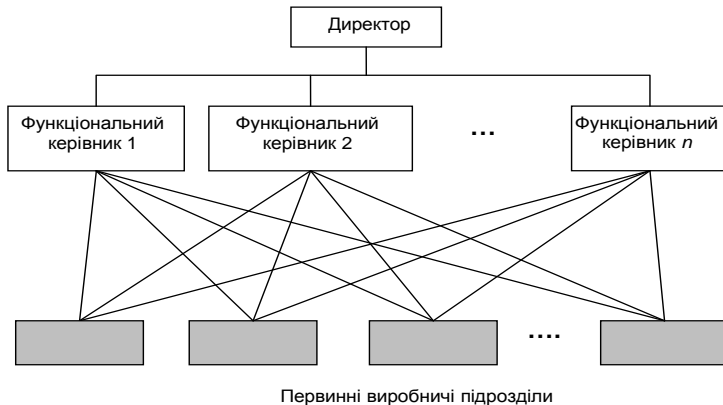 Директор
Функціональний
керівник 1
Функціональний
керівник 2
...
Функціональний
керівник n
....
Первинні виробничі підрозділи